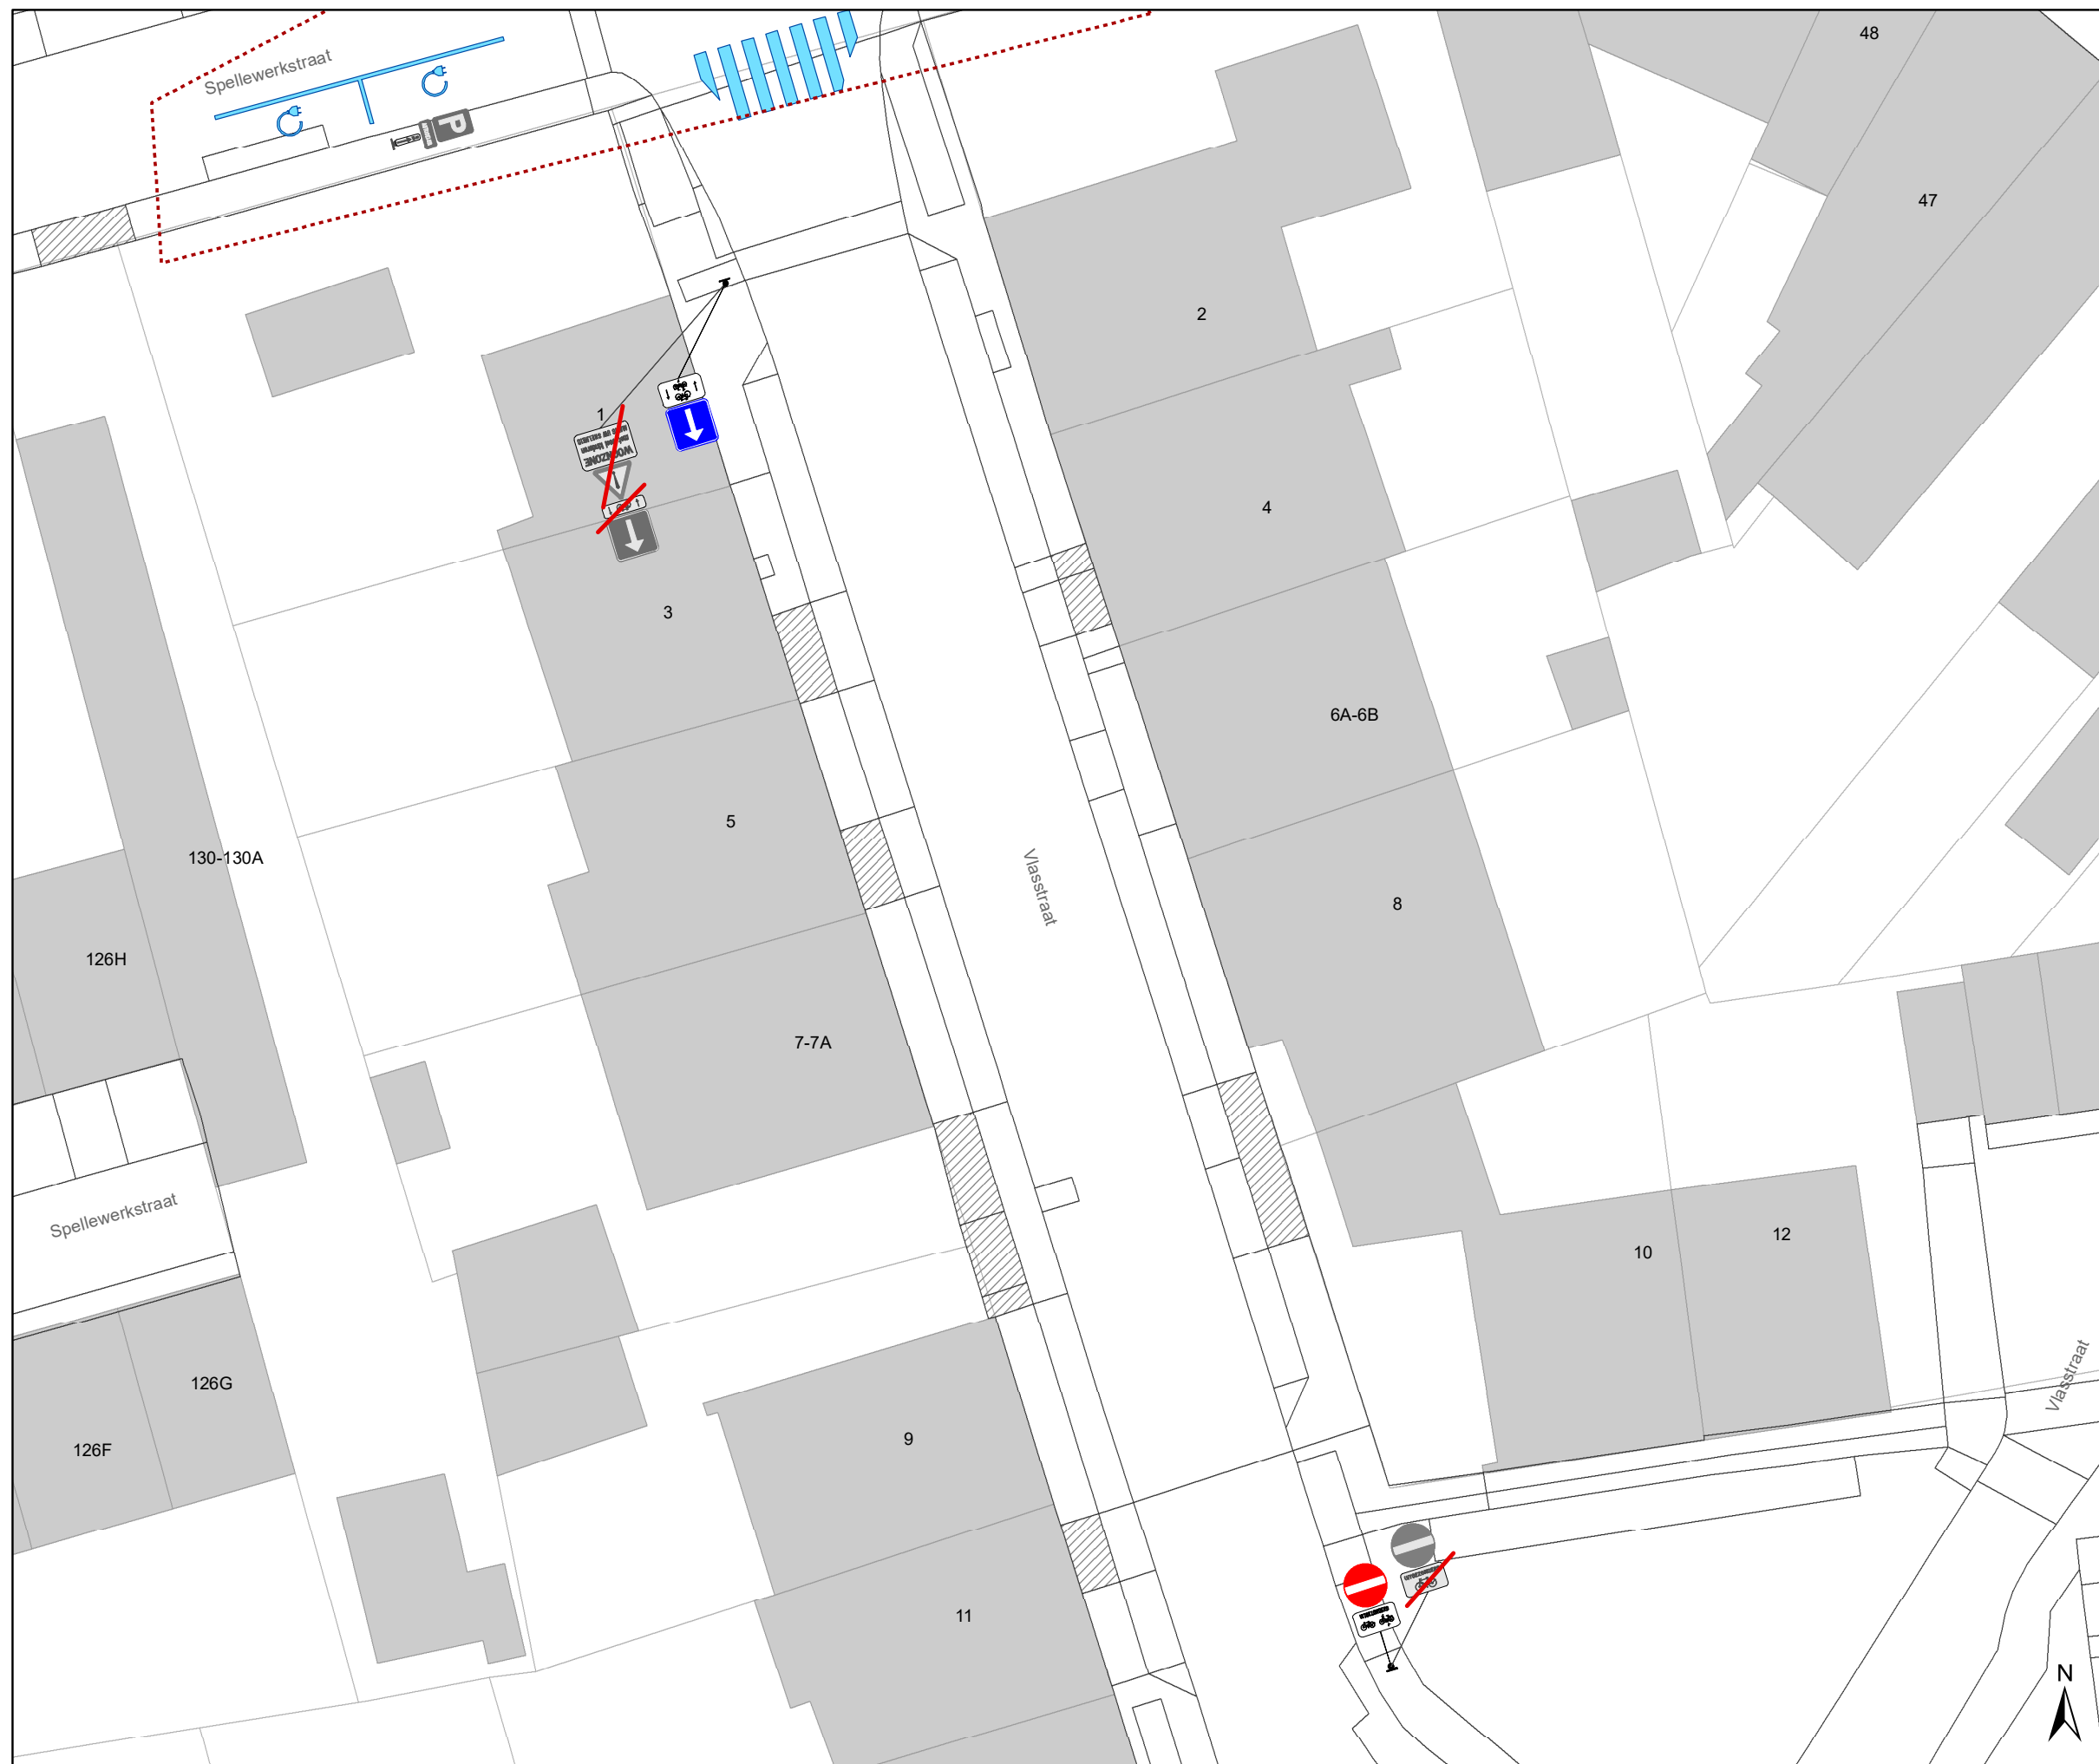 48
Spellewerkstraat
P
47
2
1
WOONZONE
4
3
6A-6B
5
130-130A
Vlasstraat
8
126H
7-7A
Spellewerkstraat
12
10
Vlasstraat
126G
9
126F
11
N